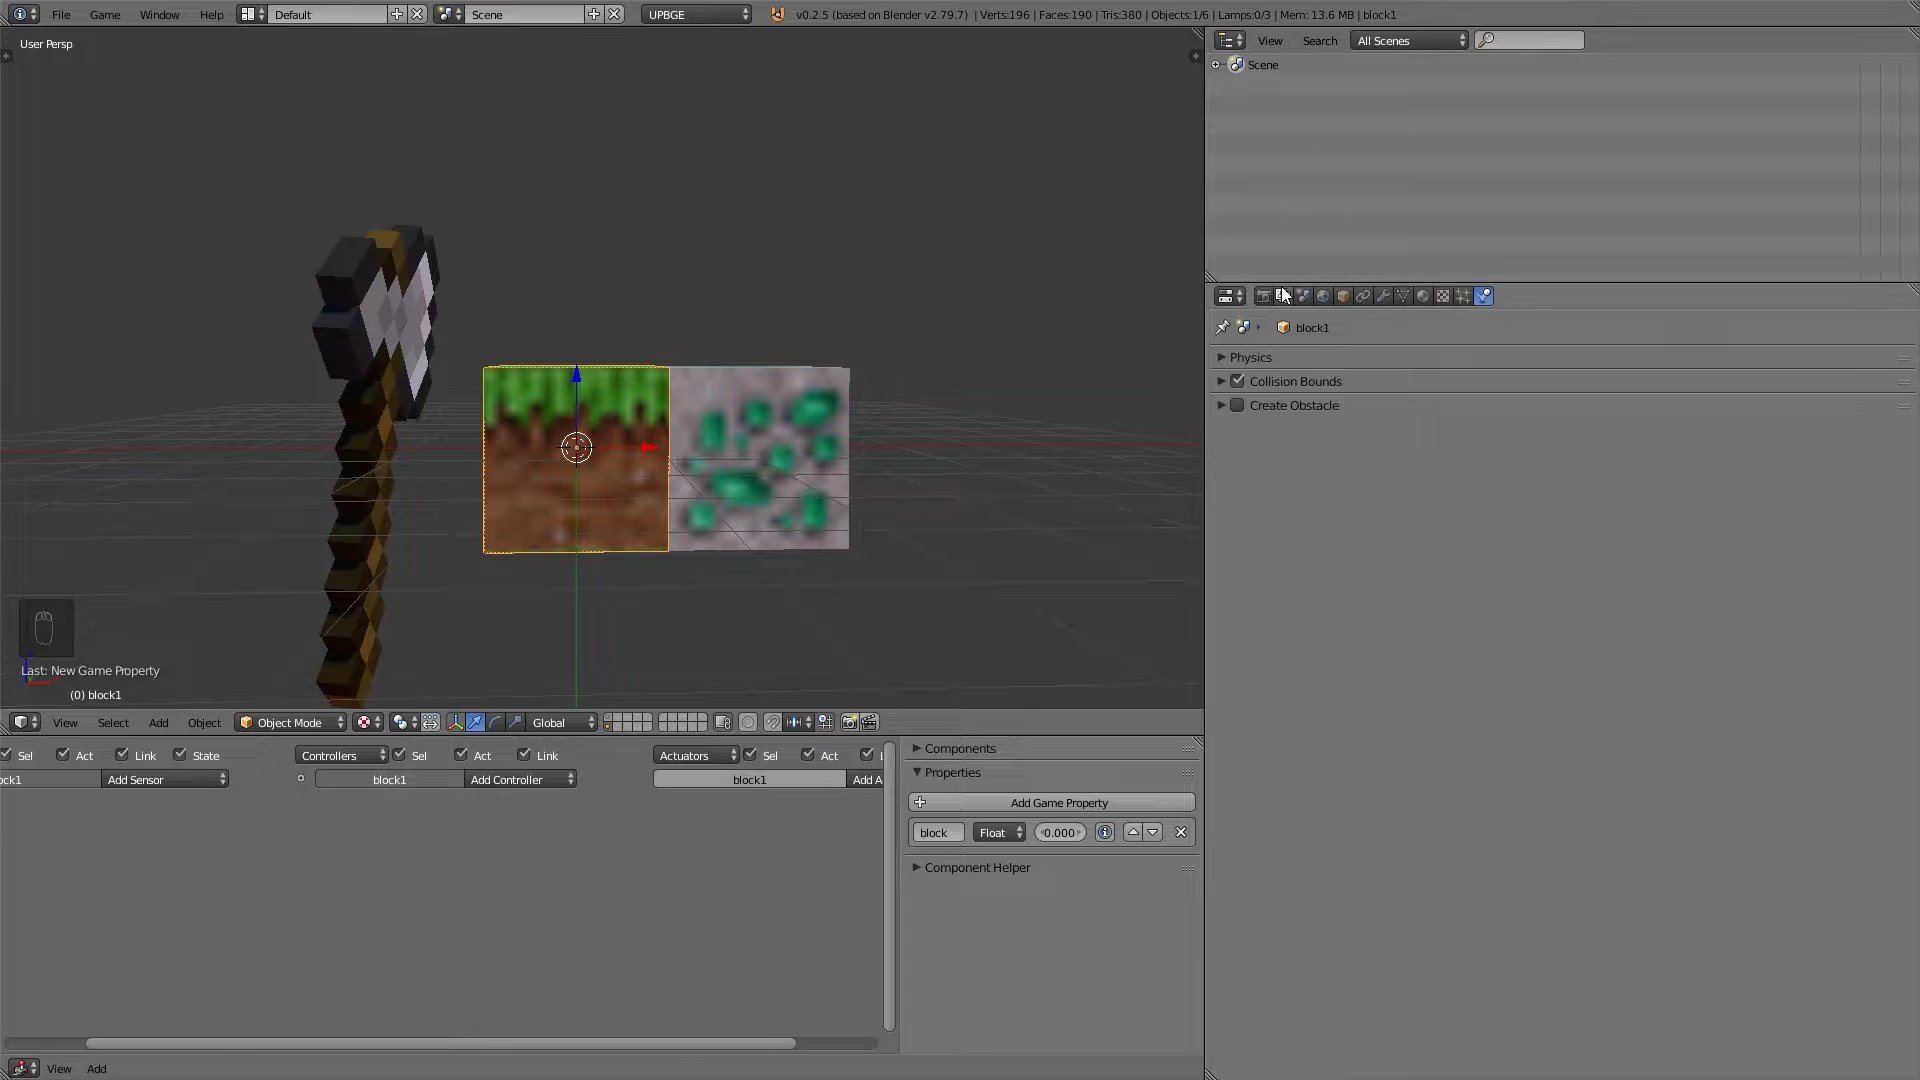 File Game Window Help Default Scene UPBGE v0.2.5 (based on Blender v2.79.7) | Verts:196 | Faces:190 | Tris:380 | Objects:1/6 | Lamps:0/3 | Mem: 13.6 MB | block1
User Persp
View Search All Scenes
Scene
block1
Physics
Collision Bounds
Create Obstacle
Last: New Game Property
(0) block1
View Select Add Object Object Mode Global
Sel Act Link State Controllers Sel Act Link Actuators Sel Act L
ck1 Add Sensor block1 Add Controller block1 Add A
Components
Properties
Add Game Property
block Float 0.000
Component Helper
View Add